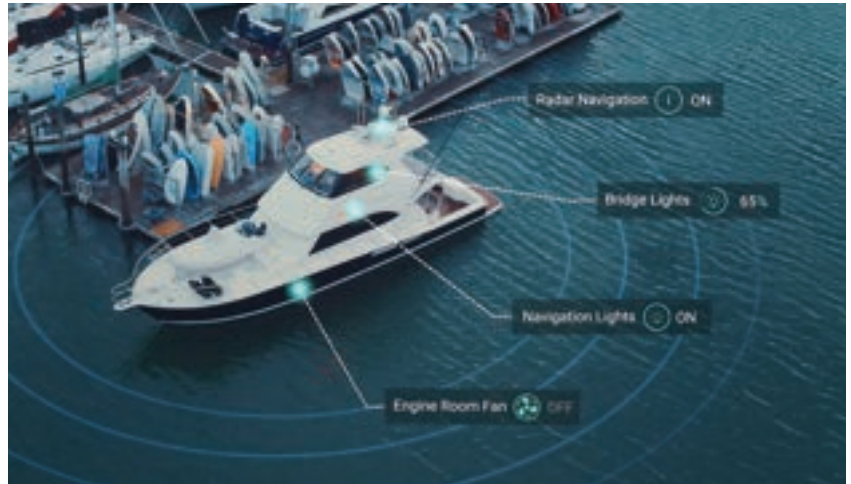 Radar Navigation ON
Bridge Lights 65%
Navigation Lights ON
Engine Room Fan OFF